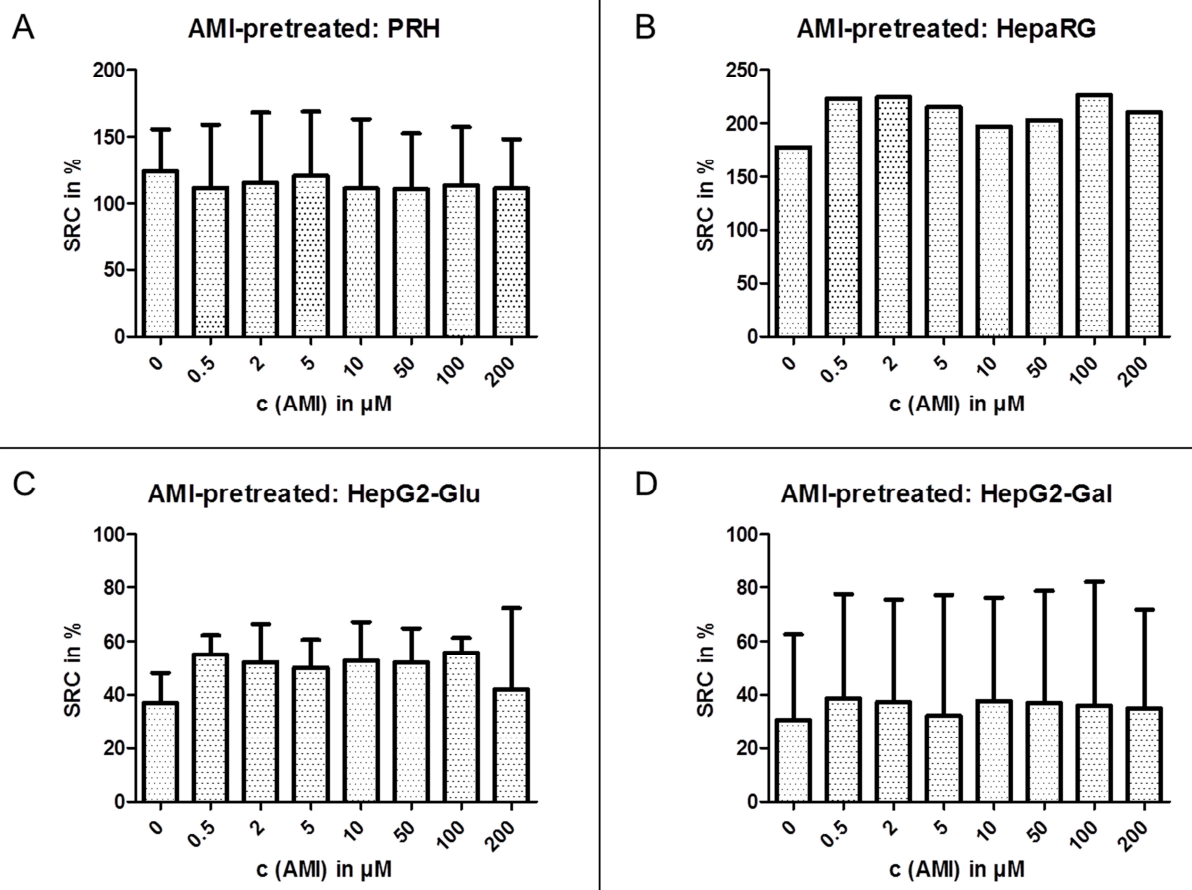 A
AMI-pretreated: PRH
200
150
100
50
0
SRC in %
0 0.5 2 5 10 50 100 200
c (AMI) in µM
B
AMI-pretreated: HepaRG
250
200
150
100
50
0
SRC in %
0 0.5 2 5 10 50 100 200
c (AMI) in µM
C
AMI-pretreated: HepG2-Glu
100
80
60
40
20
0
SRC in %
0 0.5 2 5 10 50 100 200
c (AMI) in µM
D
AMI-pretreated: HepG2-Gal
100
80
60
40
20
0
SRC in %
0 0.5 2 5 10 50 100 200
c (AMI) in µM